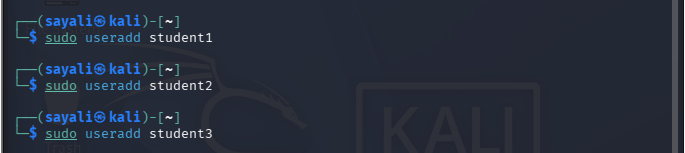 ┌──(sayali㉿kali)-[~]
└─$ sudo useradd student1
┌──(sayali㉿kali)-[~]
└─$ sudo useradd student2
┌──(sayali㉿kali)-[~]
└─$ sudo useradd student3
KALI